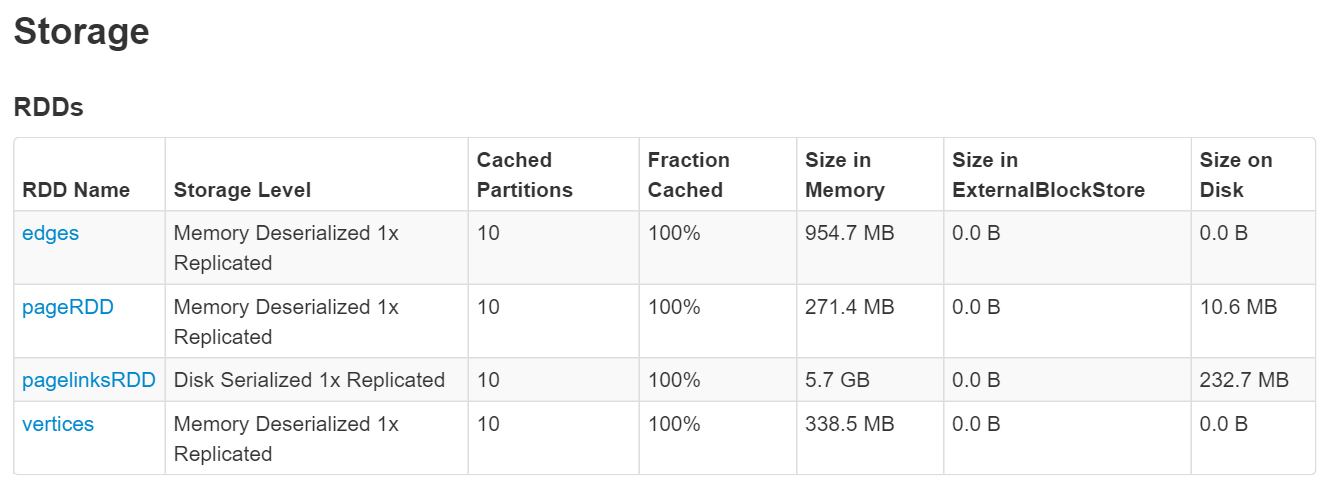 Storage
RDDs
RDD Name Storage Level Cached Partitions Fraction Cached Size in Memory Size in ExternalBlockStore Size on Disk
edges Memory Deserialized 1x Replicated 10 100% 954.7 MB 0.0 B 0.0 B
pageRDD Memory Deserialized 1x Replicated 10 100% 271.4 MB 0.0 B 10.6 MB
pagelinksRDD Disk Serialized 1x Replicated 10 100% 5.7 GB 0.0 B 232.7 MB
vertices Memory Deserialized 1x Replicated 10 100% 338.5 MB 0.0 B 0.0 B